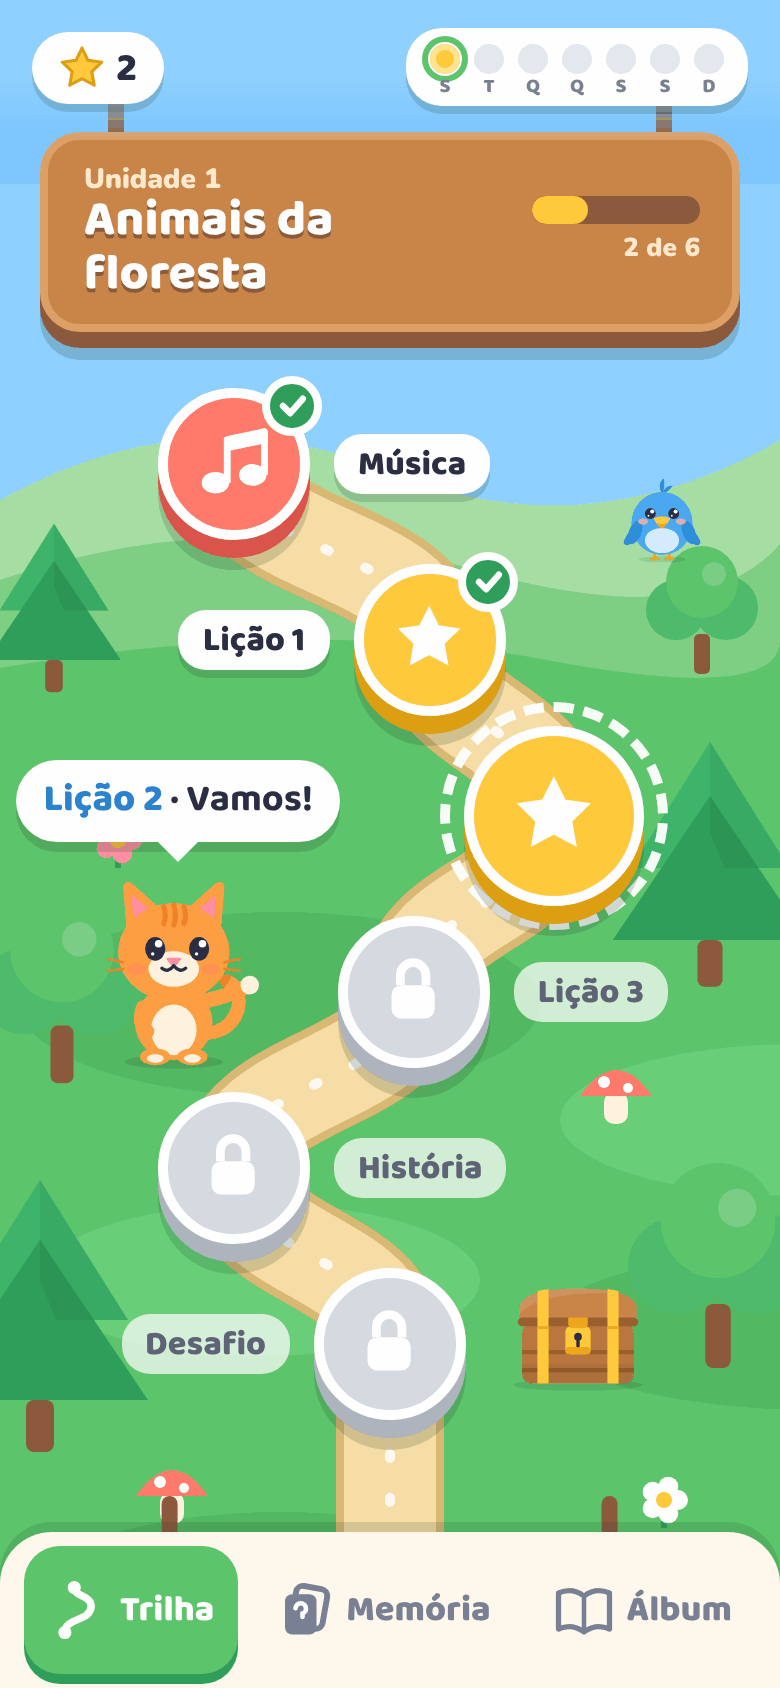 2
S T Q Q S S D
Unidade 1
Animais da
floresta
2 de 6
Música
Lição 1
Lição 2 · Vamos!
Lição 3
História
Desafio
Trilha
Memória
Álbum